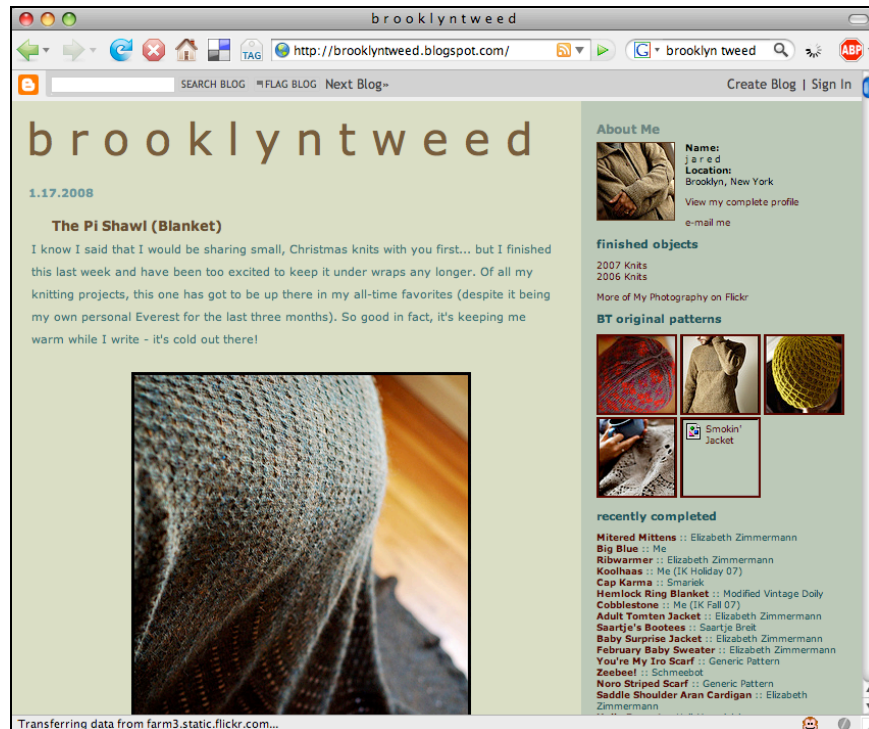 brooklyntweed
TAG
http://brooklyntweed.blogspot.com/
G
brooklyn tweed
ABP
SEARCH BLOG
FLAG BLOG
Next Blog»
Create Blog | Sign In
brooklyntweed
1.17.2008
The Pi Shawl (Blanket)
I know I said that I would be sharing small, Christmas knits with you first... but I finished
this last week and have been too excited to keep it under wraps any longer. Of all my
knitting projects, this one has got to be up there in my all-time favorites (despite it being
my own personal Everest for the last three months). So good in fact, it's keeping me
warm while I write - it's cold out there!
About Me
Name:
jared
Location:
Brooklyn, New York
View my complete profile
e-mail me
finished objects
2007 Knits
2006 Knits
More of My Photography on Flickr
BT original patterns
Smokin'
Jacket
recently completed
Mitered Mittens :: Elizabeth Zimmermann
Big Blue :: Me
Ribwarmer :: Elizabeth Zimmermann
Koolhaas :: Me (IK Holiday 07)
Cap Karma :: Smariek
Hemlock Ring Blanket :: Modified Vintage Doily
Cobblestone :: Me (IK Fall 07)
Adult Tomten Jacket :: Elizabeth Zimmermann
Saartje's Bootees :: Saartje Breit
Baby Surprise Jacket :: Elizabeth Zimmermann
February Baby Sweater :: Elizabeth Zimmermann
You're My Iro Scarf :: Generic Pattern
Zeebee! :: Schmeebot
Noro Striped Scarf :: Generic Pattern
Saddle Shoulder Aran Cardigan :: Elizabeth
Zimmermann
Transferring data from farm3.static.flickr.com...